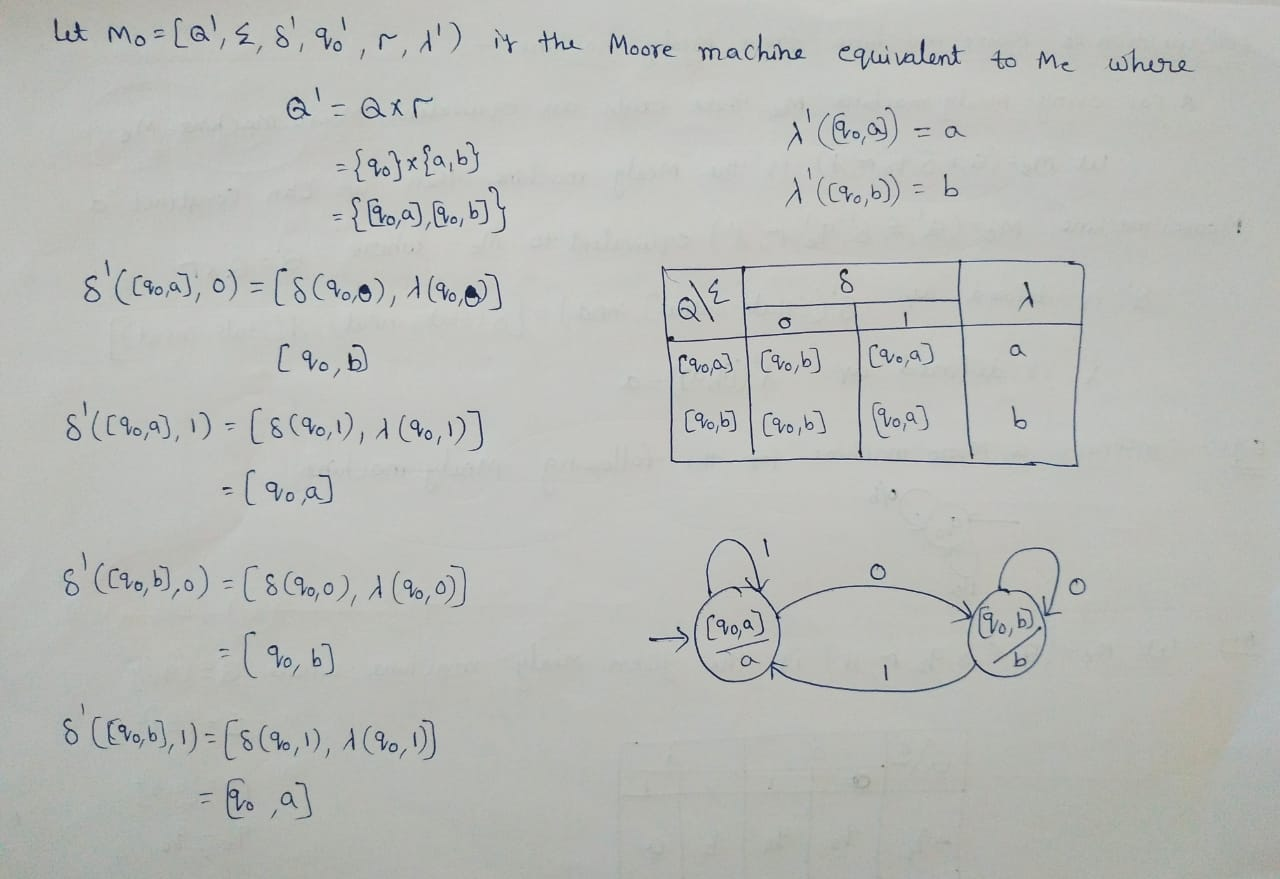 Let Mo = [Q', Σ, δ', q₀', Γ, λ') is the Moore machine equivalent to Me where
Q' = Q x Γ
= {q₀} x {a,b}
= {[q₀,a], [q₀,b]}
λ'([q₀,a]) = a
λ'([q₀,b)) = b
δ'([q₀,a], 0) = [δ(q₀,0), λ(q₀,0)]
[q₀, b]
δ'([q₀,a], 1) = [δ(q₀,1), λ(q₀,1)]
= [q₀,a]
δ'([q₀,b],0) = [δ(q₀,0), λ(q₀,0)]
= [q₀, b]
δ'([q₀,b],1) = [δ(q₀,1), λ(q₀,1)]
= [q₀ ,a]
Q\Σ δ λ
0 1
[q₀,a] [q₀,b] [q₀,a] a
[q₀,b] [q₀,b] [q₀,a] b
1 0 0
[q₀,a] [q₀,b]
a 1 b